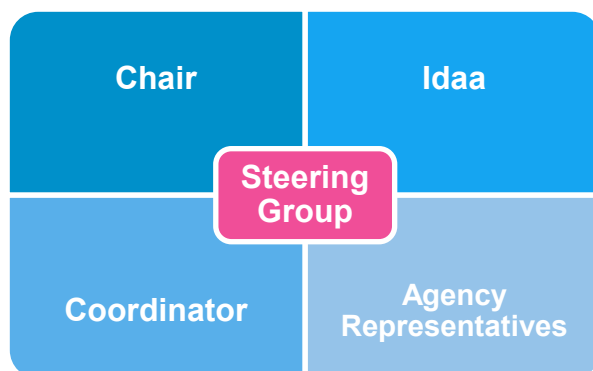 Chair
Idaa
Steering
Group
Coordinator
Agency
Representatives